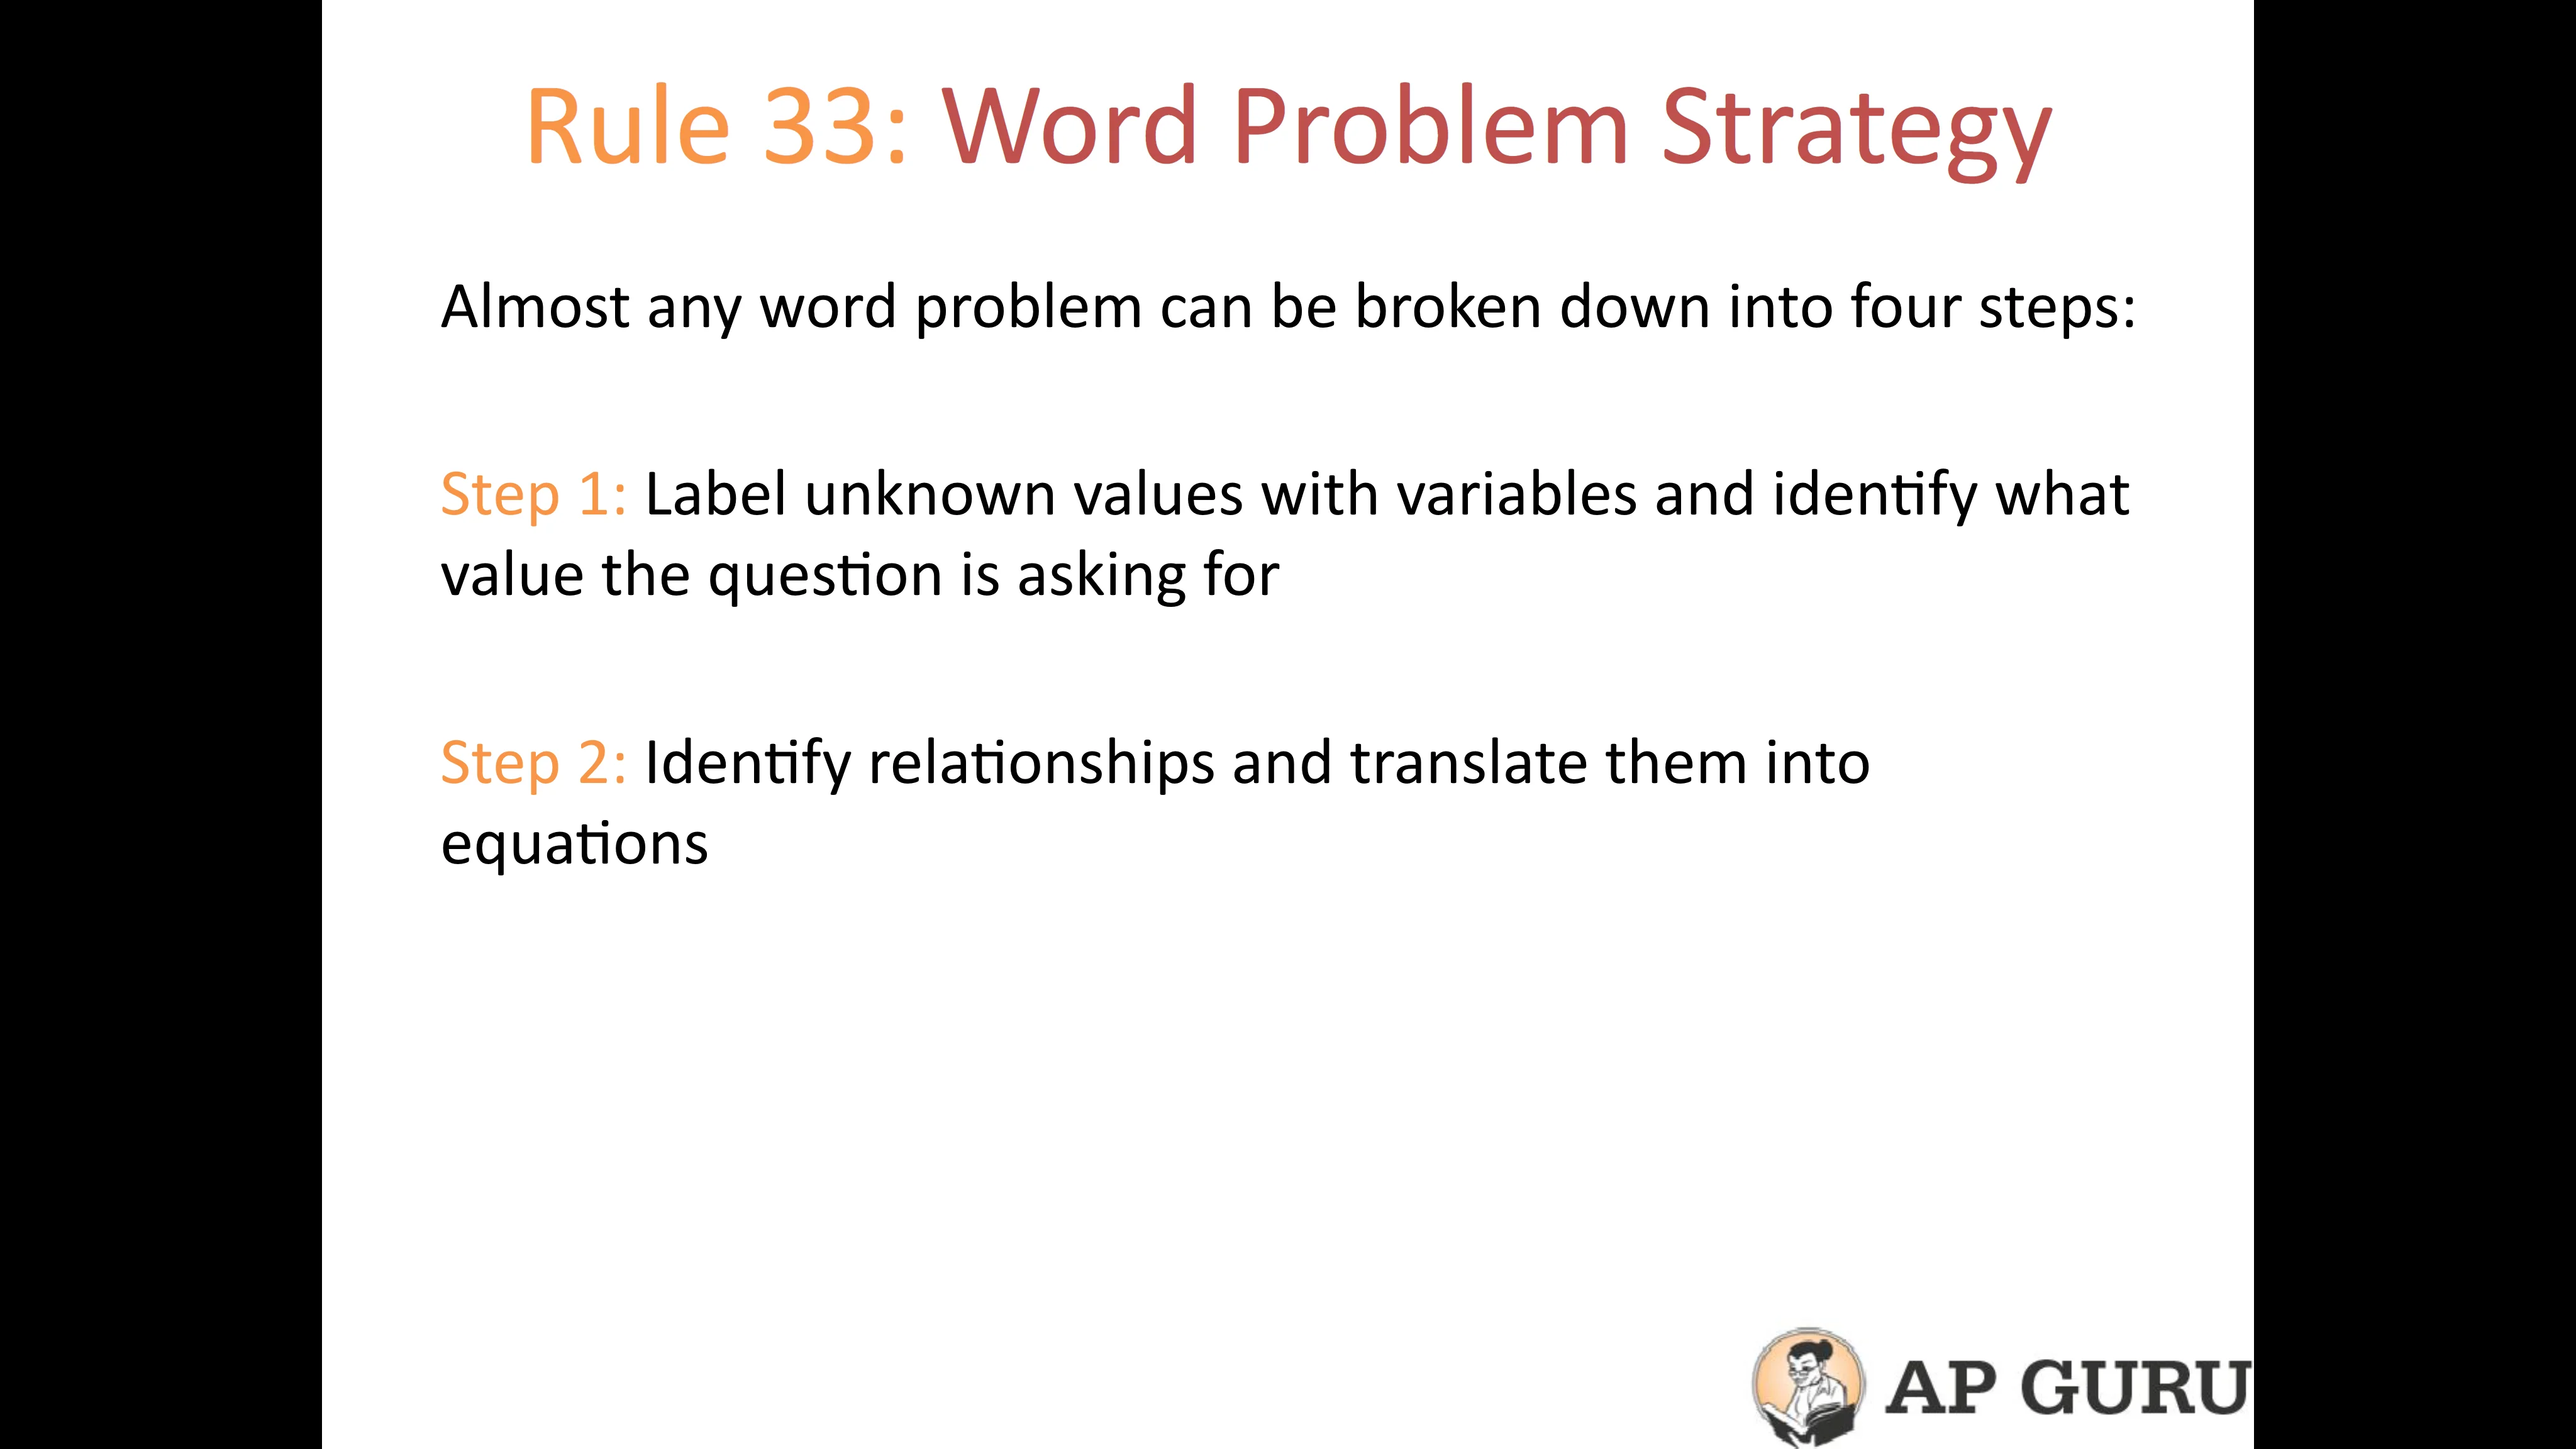 Rule 33: Word Problem Strategy
Almost any word problem can be broken down into four steps:
Step 1: Label unknown values with variables and identify what
value the question is asking for
Step 2: Identify relationships and translate them into
equations
AP GURU